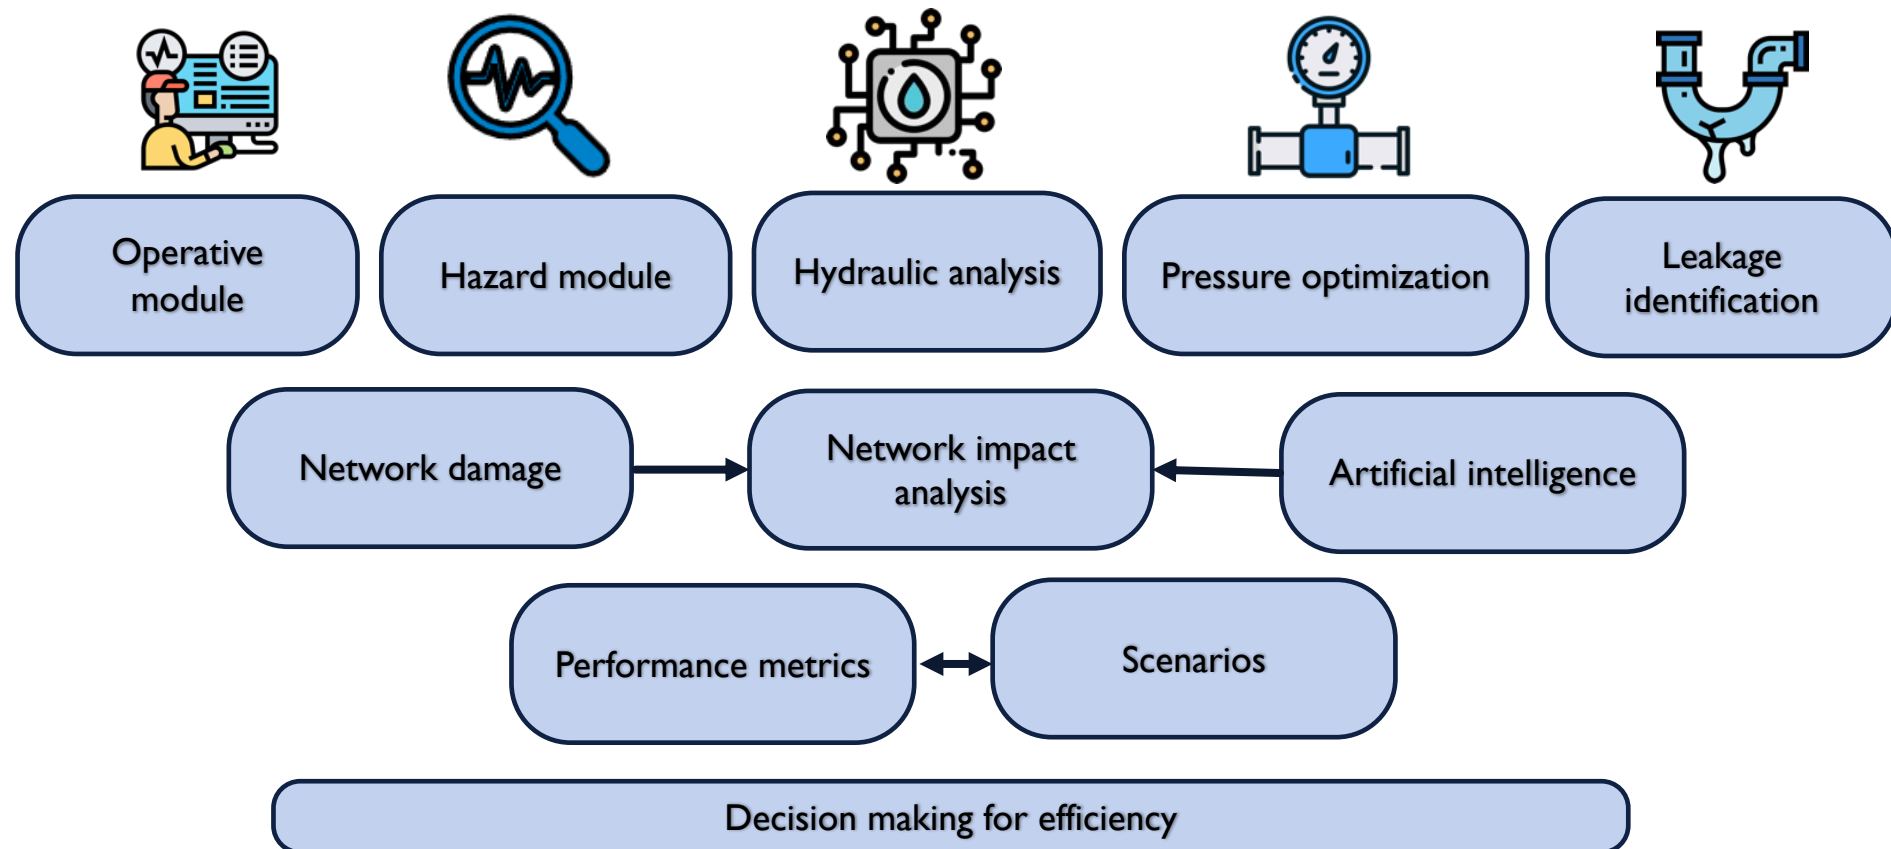 Operative
module
Hazard module
Hydraulic analysis
Pressure optimization
Leakage
identification
Network damage
Network impact
analysis
Artificial intelligence
Performance metrics
Scenarios
Decision making for efficiency